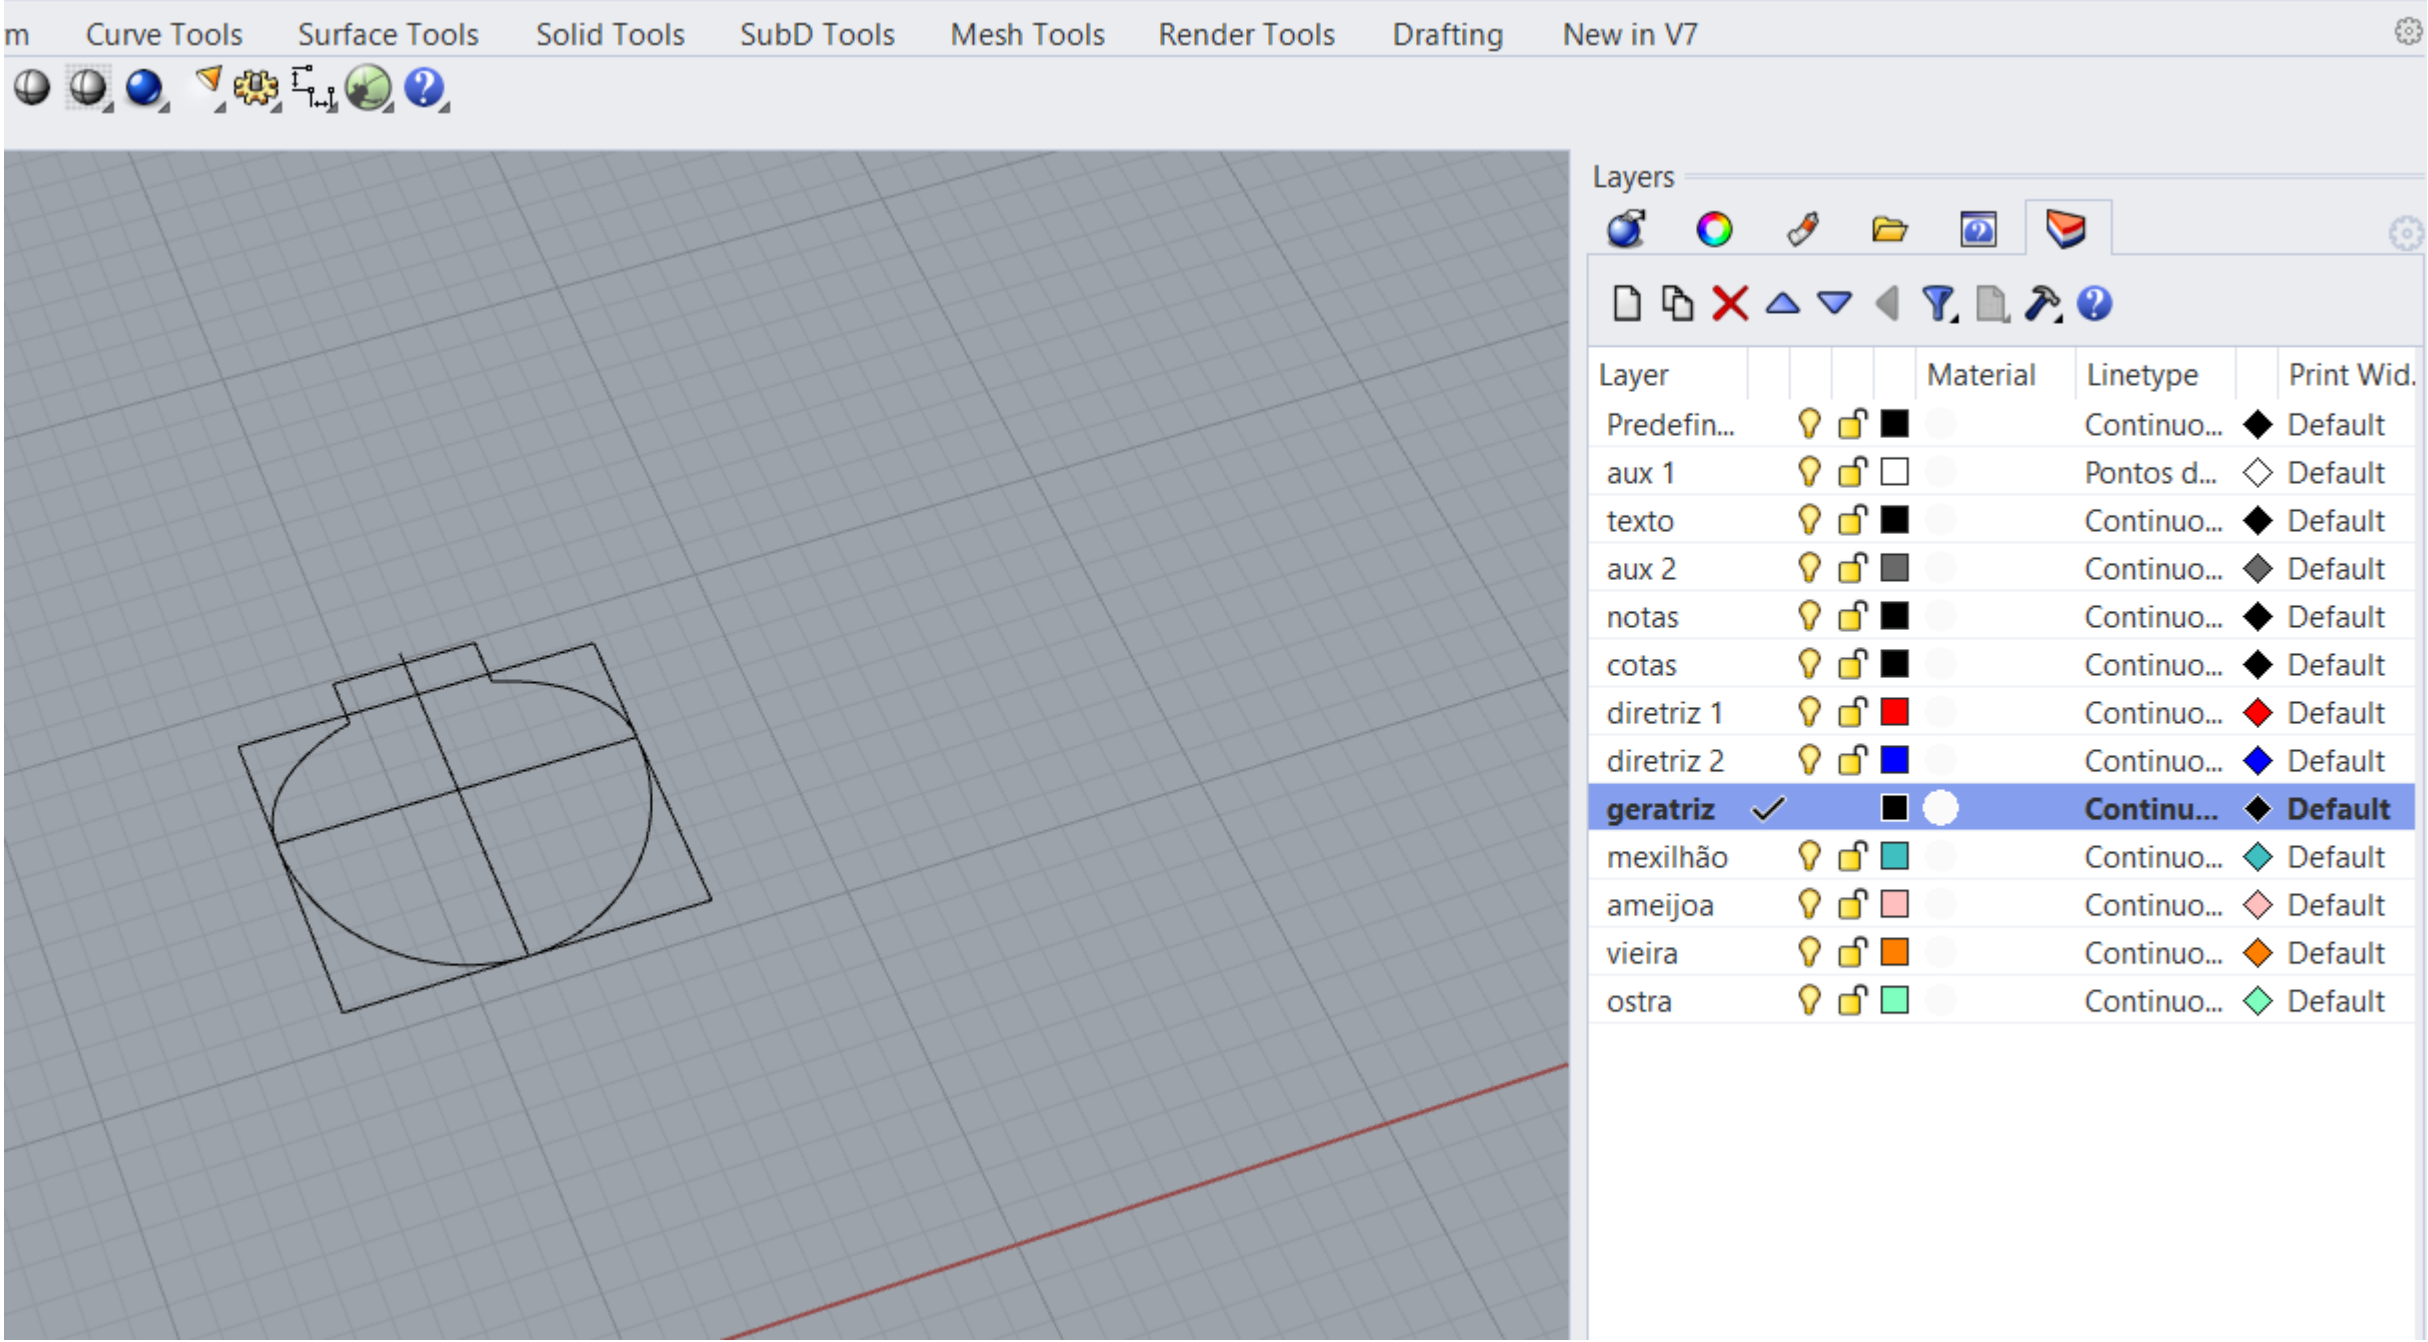 m Curve Tools Surface Tools Solid Tools SubD Tools Mesh Tools Render Tools Drafting New in V7
Layers
Layer Material Linetype Print Wid.
Predefin... Continuo... Default
aux 1 Pontos d... Default
texto Continuo... Default
aux 2 Continuo... Default
notas Continuo... Default
cotas Continuo... Default
diretriz 1 Continuo... Default
diretriz 2 Continuo... Default
geratriz Continu... Default
mexilhão Continuo... Default
ameijoa Continuo... Default
vieira Continuo... Default
ostra Continuo... Default